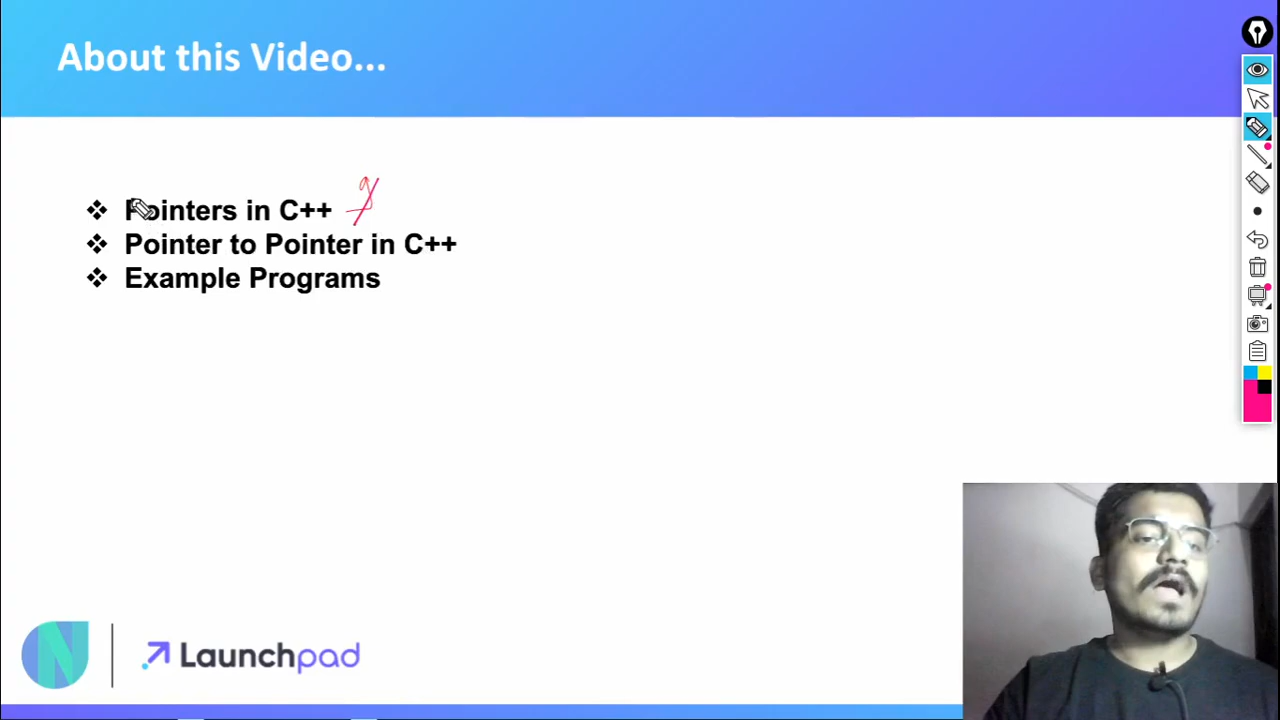 About this Video...
❖ Pointers in C++
❖ Pointer to Pointer in C++
❖ Example Programs
N
Launchpad